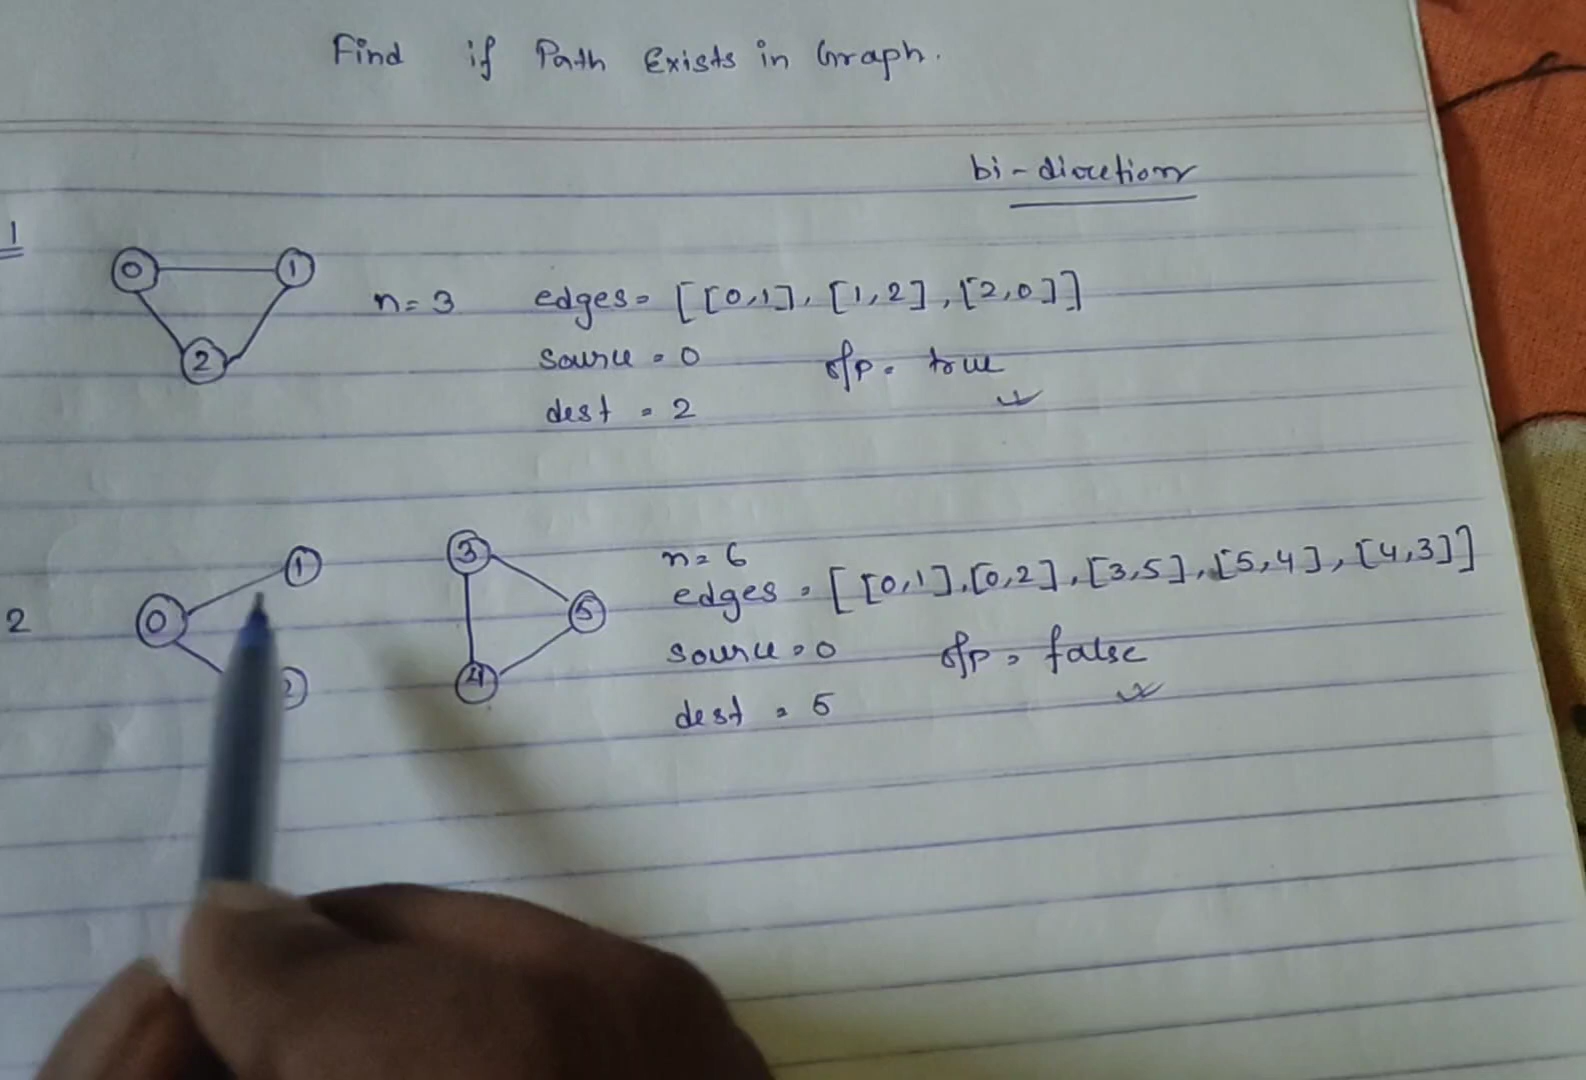 Find if Path Exists in Graph.
bi-direction
1
0 1
2
n=3 edges = [[0,1], [1,2], [2,0]]
source = 0 o/p = true
dest = 2
2
0 1 2
3 5 4
n=6
edges = [[0,1],[0,2],[3,5],[5,4],[4,3]]
source = 0 o/p = false
dest = 5